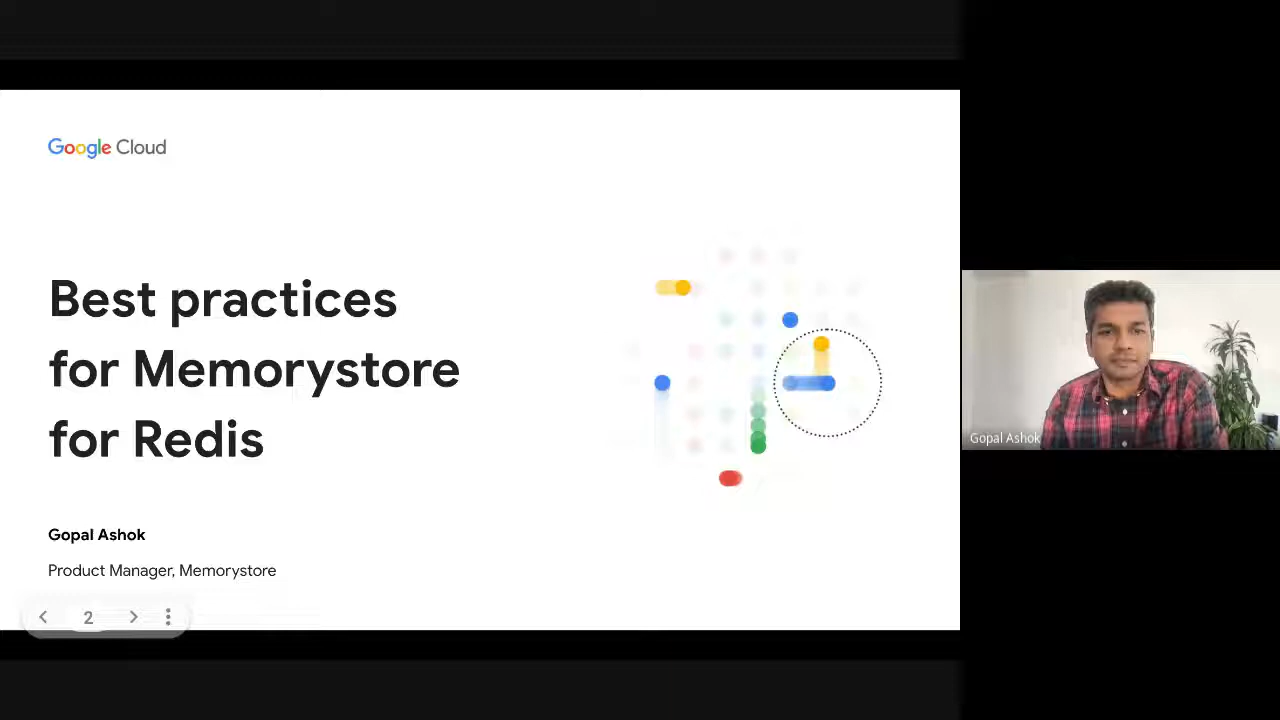 Google Cloud
Best practices
for Memorystore
for Redis
Gopal Ashok
Product Manager, Memorystore
2
Gopal Ashok